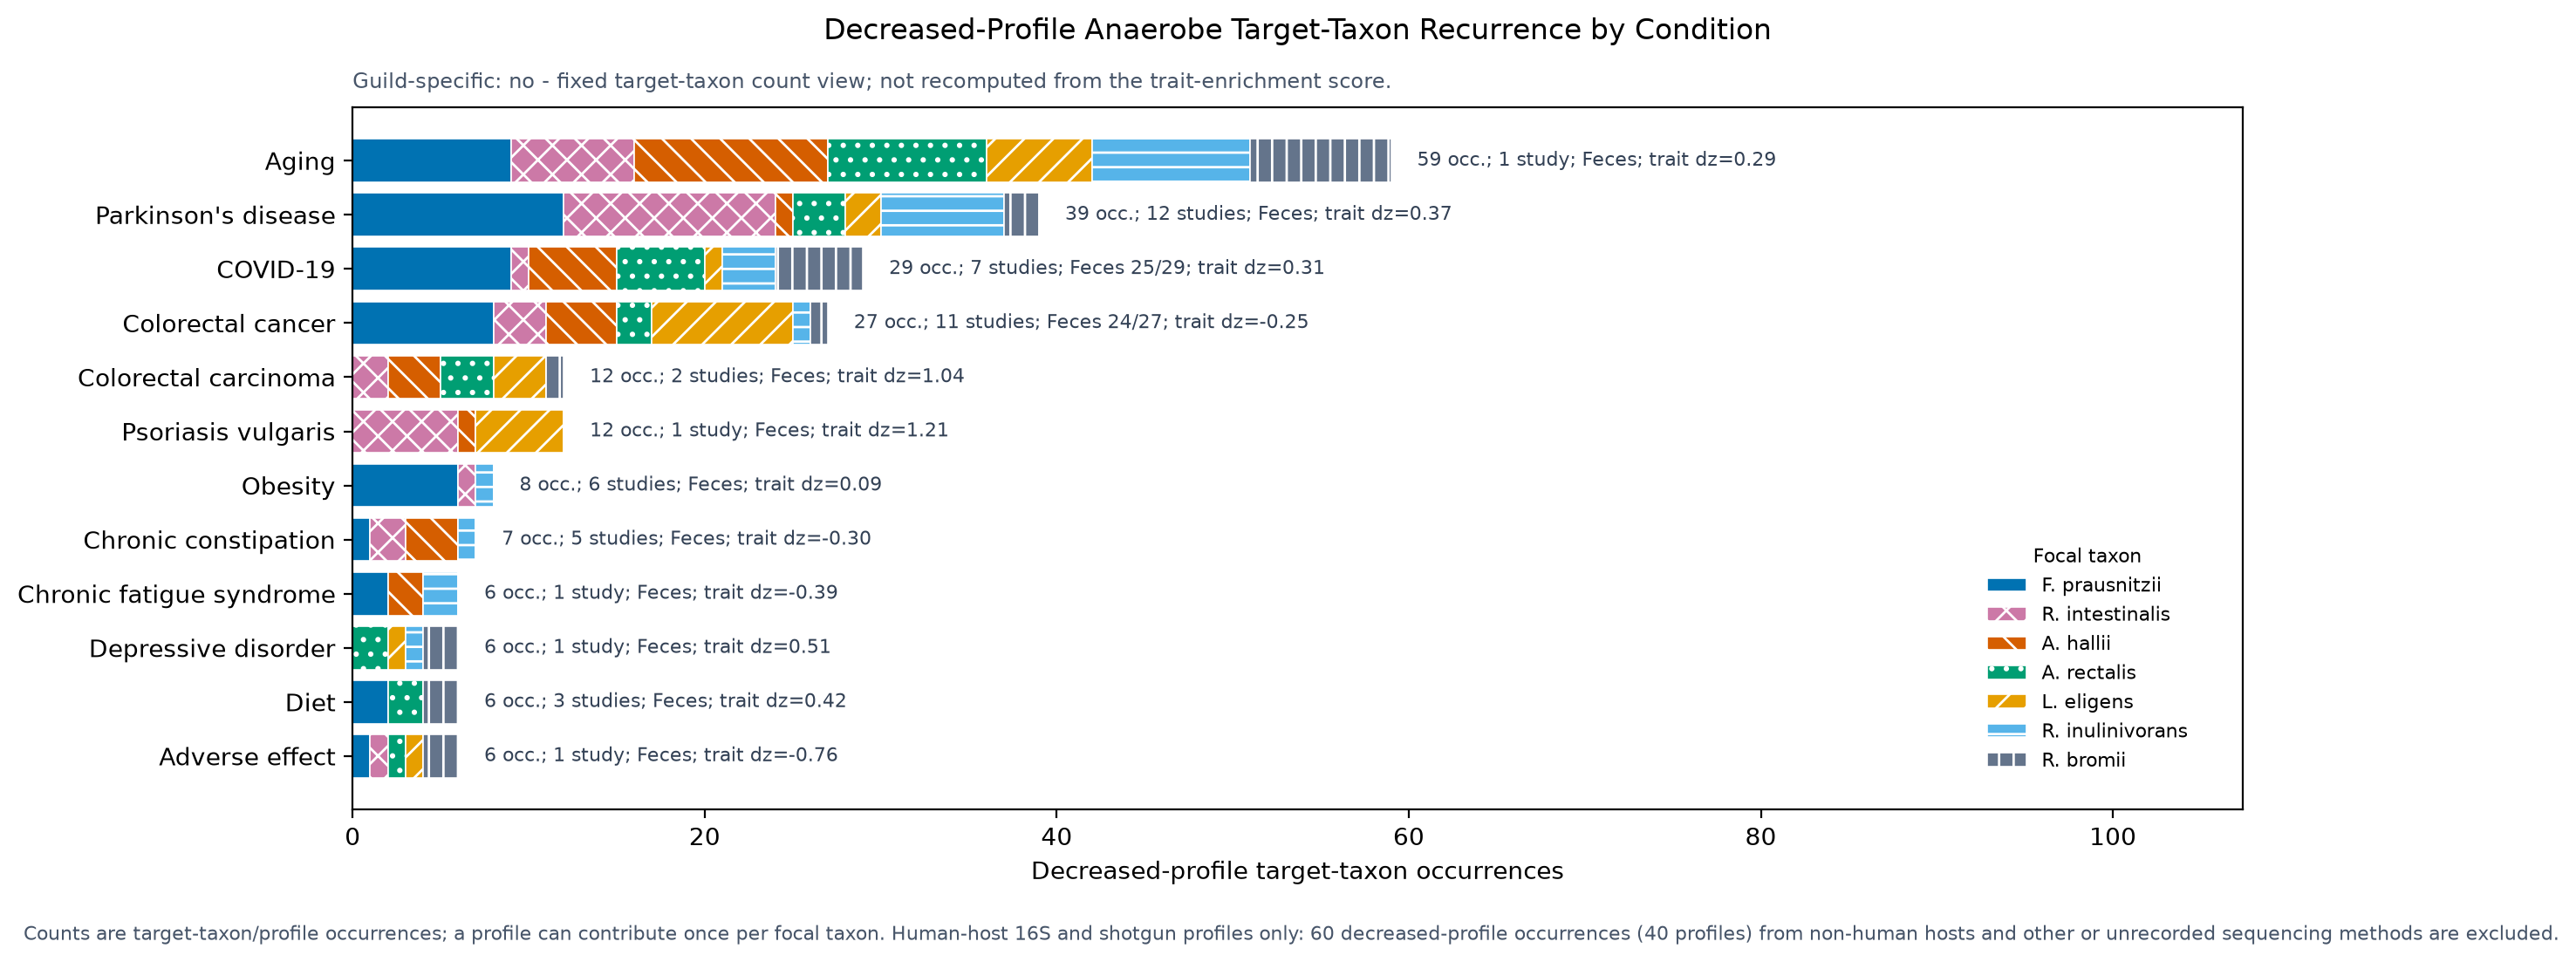 Decreased-Profile Anaerobe Target-Taxon Recurrence by Condition
Guild-specific: no - fixed target-taxon count view; not recomputed from the trait-enrichment score.
Aging
59 occ.; 1 study; Feces; trait dz=0.29
Parkinson's disease
39 occ.; 12 studies; Feces; trait dz=0.37
COVID-19
29 occ.; 7 studies; Feces 25/29; trait dz=0.31
Colorectal cancer
27 occ.; 11 studies; Feces 24/27; trait dz=-0.25
Colorectal carcinoma
12 occ.; 2 studies; Feces; trait dz=1.04
Psoriasis vulgaris
12 occ.; 1 study; Feces; trait dz=1.21
Obesity
8 occ.; 6 studies; Feces; trait dz=0.09
Chronic constipation
7 occ.; 5 studies; Feces; trait dz=-0.30
Chronic fatigue syndrome
6 occ.; 1 study; Feces; trait dz=-0.39
Depressive disorder
6 occ.; 1 study; Feces; trait dz=0.51
Diet
6 occ.; 3 studies; Feces; trait dz=0.42
Adverse effect
6 occ.; 1 study; Feces; trait dz=-0.76
Focal taxon
F. prausnitzii
R. intestinalis
A. hallii
A. rectalis
L. eligens
R. inulinivorans
R. bromii
0 20 40 60 80 100
Decreased-profile target-taxon occurrences
Counts are target-taxon/profile occurrences; a profile can contribute once per focal taxon. Human-host 16S and shotgun profiles only: 60 decreased-profile occurrences (40 profiles) from non-human hosts and other or unrecorded sequencing methods are excluded.